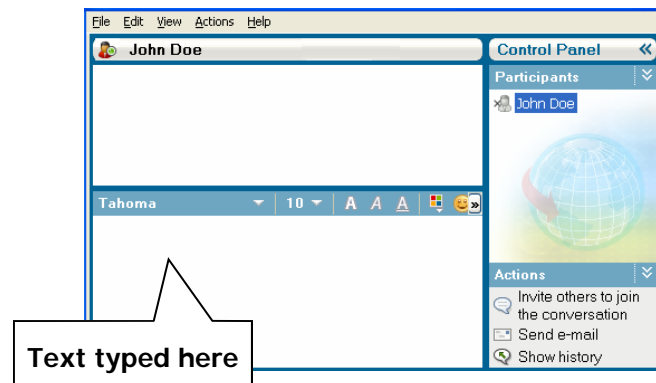 File Edit View Actions Help
John Doe
Control Panel
Participants
John Doe
Tahoma 10 A A A
Actions
Invite others to join
the conversation
Send e-mail
Show history
Text typed here